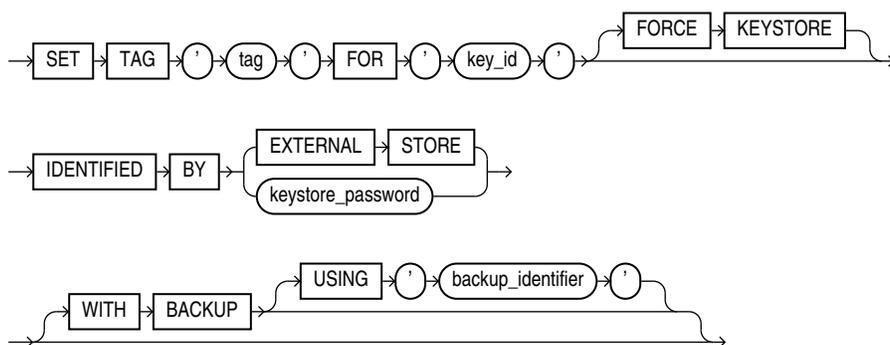 FORCE KEYSTORE
SET TAG ' tag ' FOR ' key_id '
EXTERNAL STORE
IDENTIFIED BY
keystore_password
USING ' backup_identifier '
WITH BACKUP